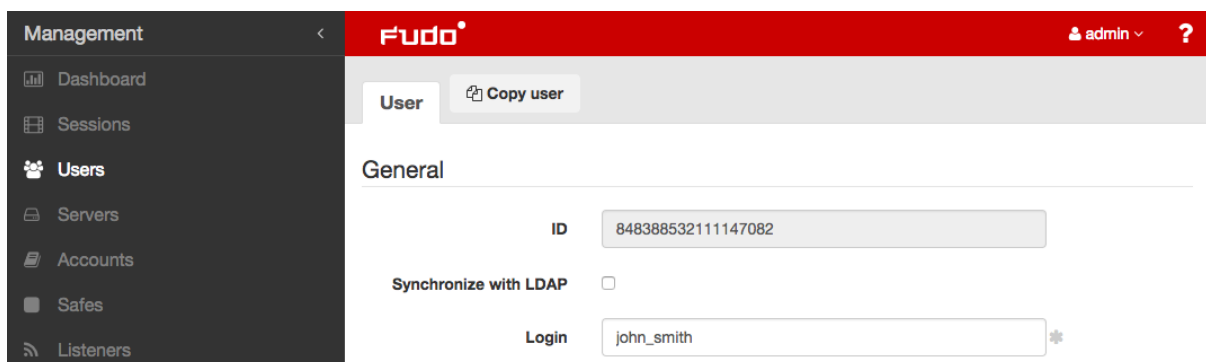 Management
FUDO
admin
?
Dashboard
Sessions
Users
Servers
Accounts
Safes
Listeners
User
Copy user
General
ID
848388532111147082
Synchronize with LDAP
Login
john_smith
*